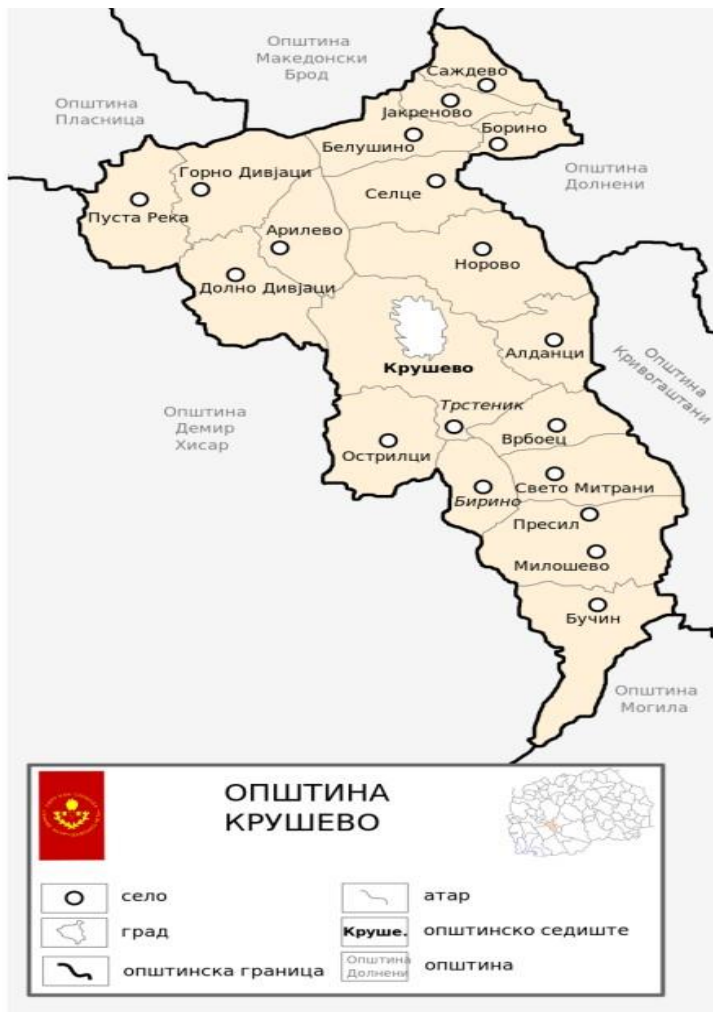 Општина
Македонски
Брод
Саждево
Општина
Пласница
Јакреново
Борино
Белушино
Општина
Долнени
Горно Дивјаци
Селце
Пуста Река
Арилево
Норово
Долно Дивјаци
Алданци
Општина
Кривогаштани
Крушево
Општина
Демир
Хисар
Трстеник
Врбоец
Острилци
Свето Митрани
Бирино
Пресил
Милошево
Бучин
Општина
Могила
ОПШТИНА
КРУШЕВО
село
атар
град
Круше.
општинско седиште
општинска граница
Општина
Долнени
општина